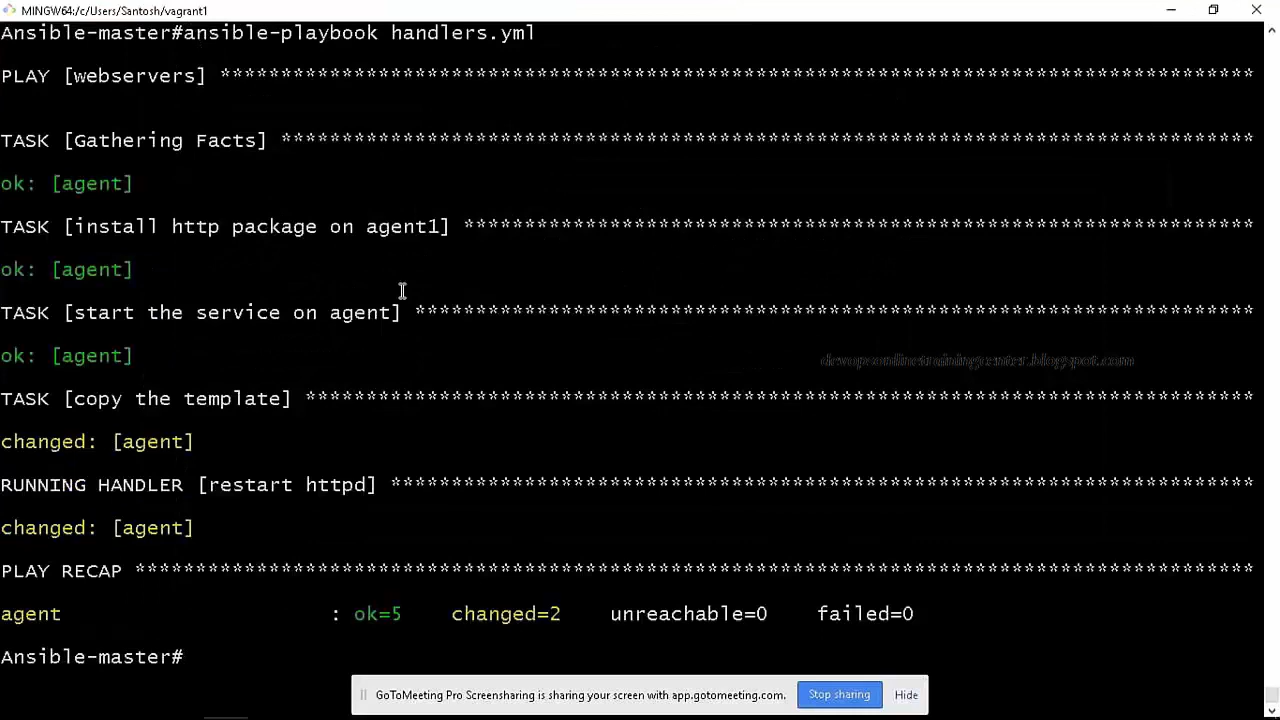 MINGW64:/c/Users/Santosh/vagrant1
Ansible-master#ansible-playbook handlers.yml
PLAY [webservers] *************************************************************************************
TASK [Gathering Facts] ********************************************************************************
ok: [agent]
TASK [install http package on agent1] *****************************************************************
ok: [agent]
TASK [start the service on agent] *********************************************************************
ok: [agent]
devopsonlinetrainingcenter.blogspot.com
TASK [copy the template] ******************************************************************************
changed: [agent]
RUNNING HANDLER [restart httpd] ***********************************************************************
changed: [agent]
PLAY RECAP ********************************************************************************************
agent : ok=5 changed=2 unreachable=0 failed=0
Ansible-master#
GoToMeeting Pro Screensharing is sharing your screen with app.gotomeeting.com. Stop sharing Hide